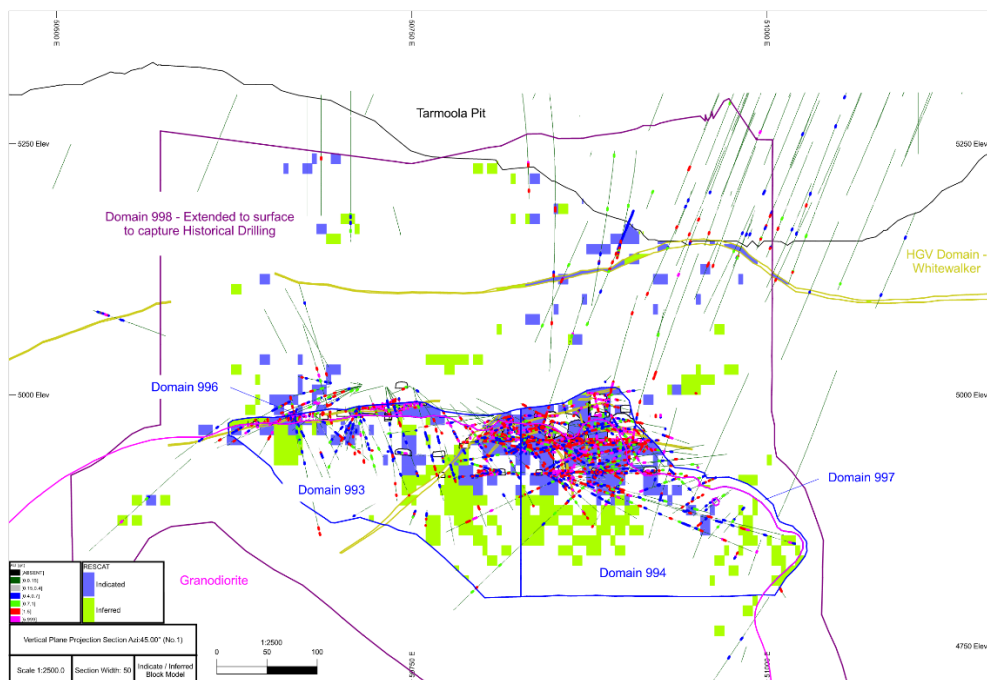 50500 E
50750 E
51000 E
Tarmoola Pit
5250 Elev
5250 Elev
Domain 998 - Extended to surface
to capture Historical Drilling
HGV Domain -
Whitewalker
5000 Elev
5000 Elev
Domain 996
Domain 993
Domain 997
Domain 994
Granodiorite
[ABSENT]
RESCAT
Indicated
Inferred
Vertical Plane Projection Section Azi:45.00° (No.1)
Scale 1:2500.0
Section Width: 50
Indicate / Inferred
Block Model
1:2500
0
50
100
50750 E
51000 E
4750 Elev